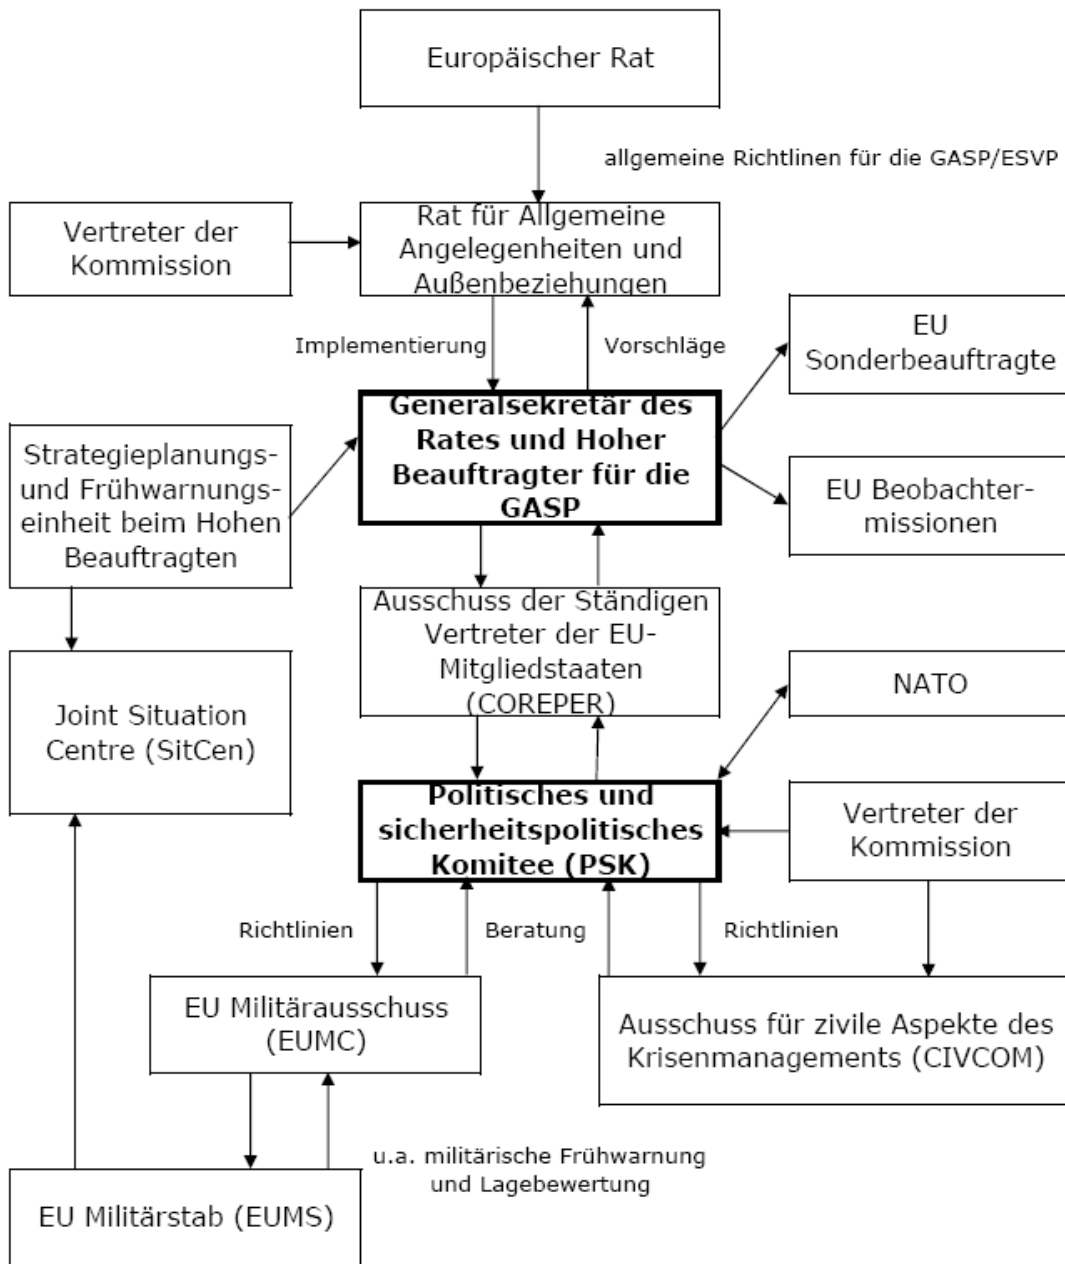 Europäischer Rat
allgemeine Richtlinen für die GASP/ESVP
Vertreter der
Kommission
Rat für Allgemeine
Angelegenheiten und
Außenbeziehungen
Implementierung
Vorschläge
EU
Sonderbeauftragte
Generalsekretär des
Rates und Hoher
Beauftragter für die
GASP
Strategieplanungs-
und Frühwarnungs-
einheit beim Hohen
Beauftragten
EU Beobachter-
missionen
Ausschuss der Ständigen
Vertreter der EU-
Mitgliedstaaten
(COREPER)
Joint Situation
Centre (SitCen)
NATO
Politisches und
sicherheitspolitisches
Komitee (PSK)
Vertreter der
Kommission
Richtlinien
Beratung
Richtlinien
EU Militärausschuss
(EUMC)
Ausschuss für zivile Aspekte des
Krisenmanagements (CIVCOM)
u.a. militärische Frühwarnung
und Lagebewertung
EU Militärstab (EUMS)